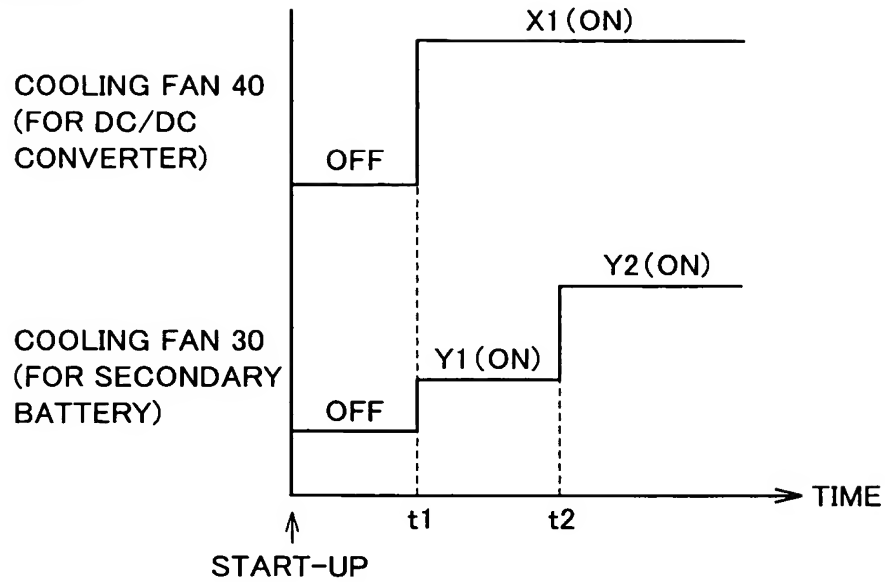 X1(ON)
COOLING FAN 40
(FOR DC/DC
CONVERTER)
OFF
Y2(ON)
COOLING FAN 30
(FOR SECONDARY
BATTERY)
Y1(ON)
OFF
TIME
t1
t2
START-UP